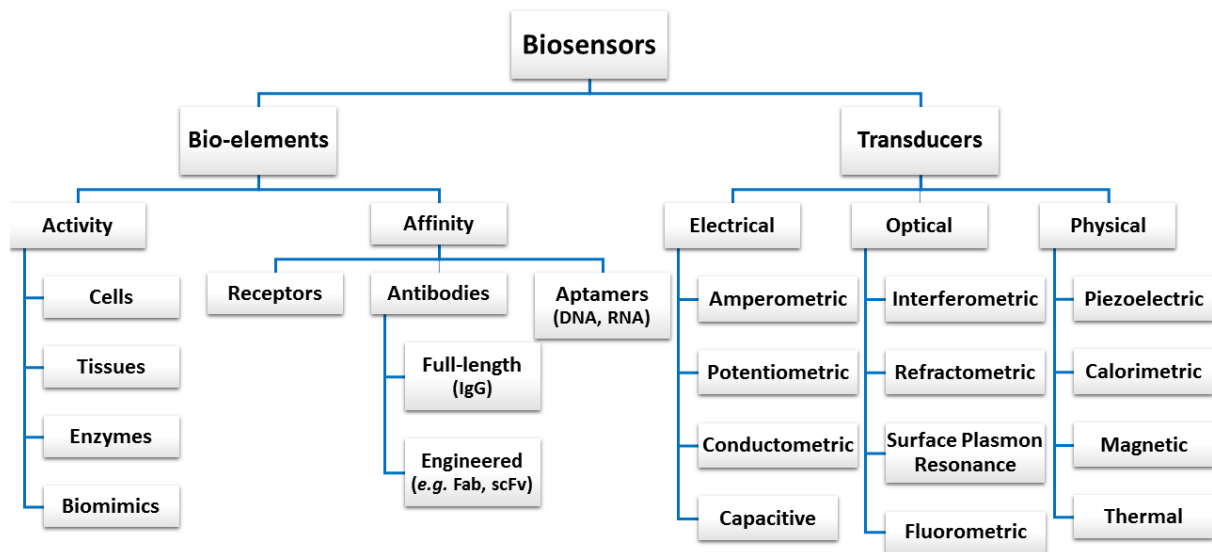 Biosensors
Bio-elements
Transducers
Activity
Affinity
Electrical
Optical
Physical
Cells
Tissues
Enzymes
Biomimics
Receptors
Antibodies
Aptamers
(DNA, RNA)
Full-length
(IgG)
Engineered
(e.g. Fab, scFv)
Amperometric
Potentiometric
Conductometric
Capacitive
Interferometric
Refractometric
Surface Plasmon
Resonance
Fluorometric
Piezoelectric
Calorimetric
Magnetic
Thermal